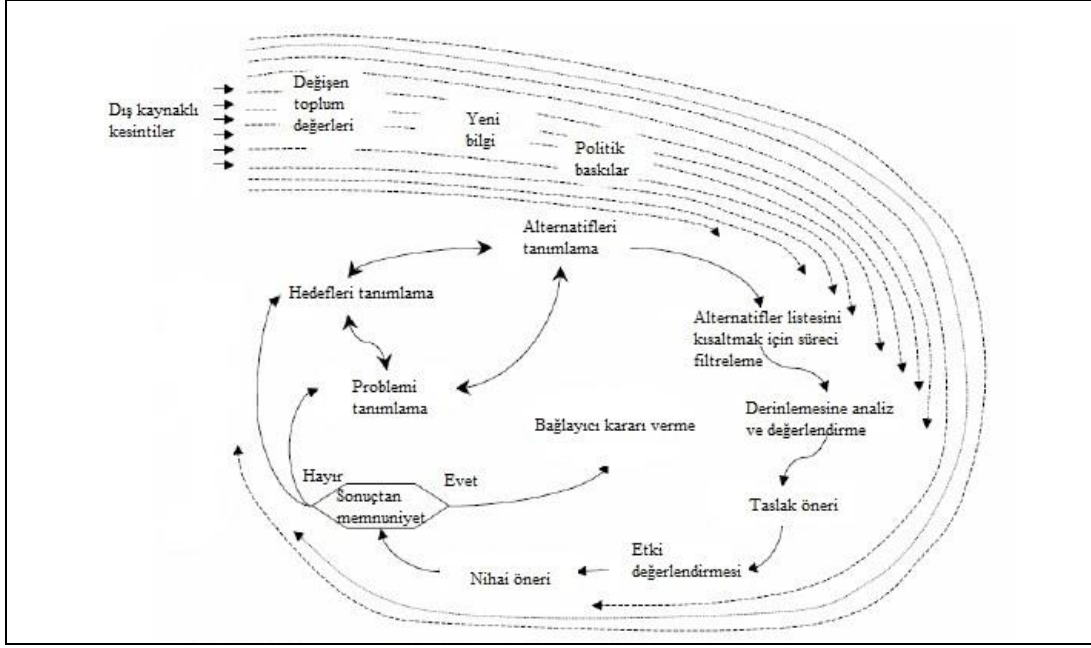 Dış kaynaklı
kesintiler
Değişen
toplum
değerleri
Yeni
bilgi
Politik
baskılar
Alternatifleri
tanımlama
Hedefleri tanımlama
Alternatifler listesini
kısaltmak için süreci
filtreleme
Problemi
tanımlama
Derinlemesine analiz
ve değerlendirme
Bağlayıcı kararı verme
Hayır
Evet
Sonuçtan
memnuniyet
Taslak öneri
Etki
değerlendirmesi
Nihai öneri